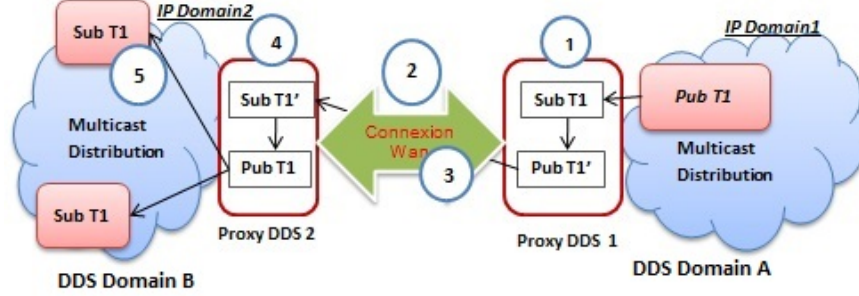 IP Domain2
IP Domain1
Sub T1
4
1
5
2
Pub T1
Sub T1'
Sub T1
Multicast
Distribution
Connexion
Wan
Multicast
Distribution
Pub T1
3
Pub T1'
Sub T1
Proxy DDS 2
Proxy DDS 1
DDS Domain B
DDS Domain A